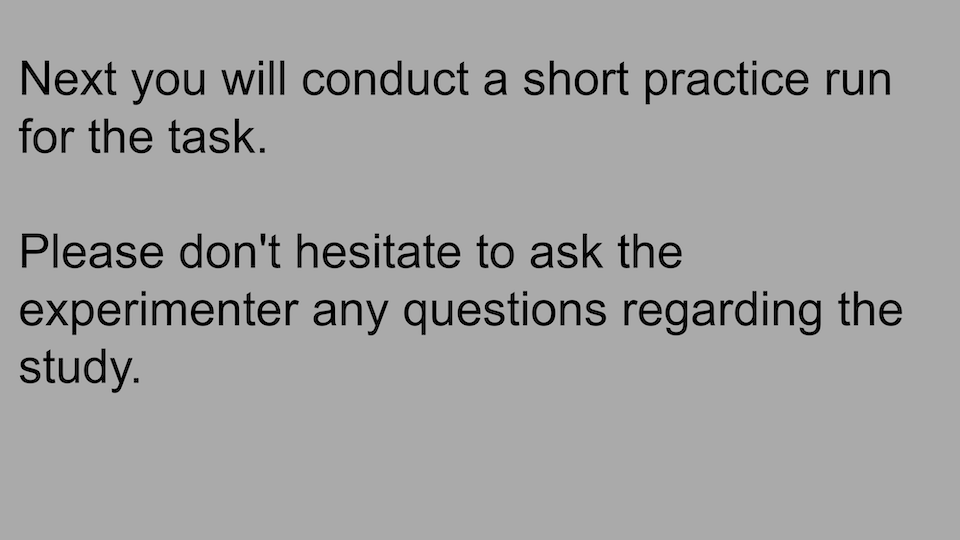 Next you will conduct a short practice run
for the task.
Please don't hesitate to ask the
experimenter any questions regarding the
study.